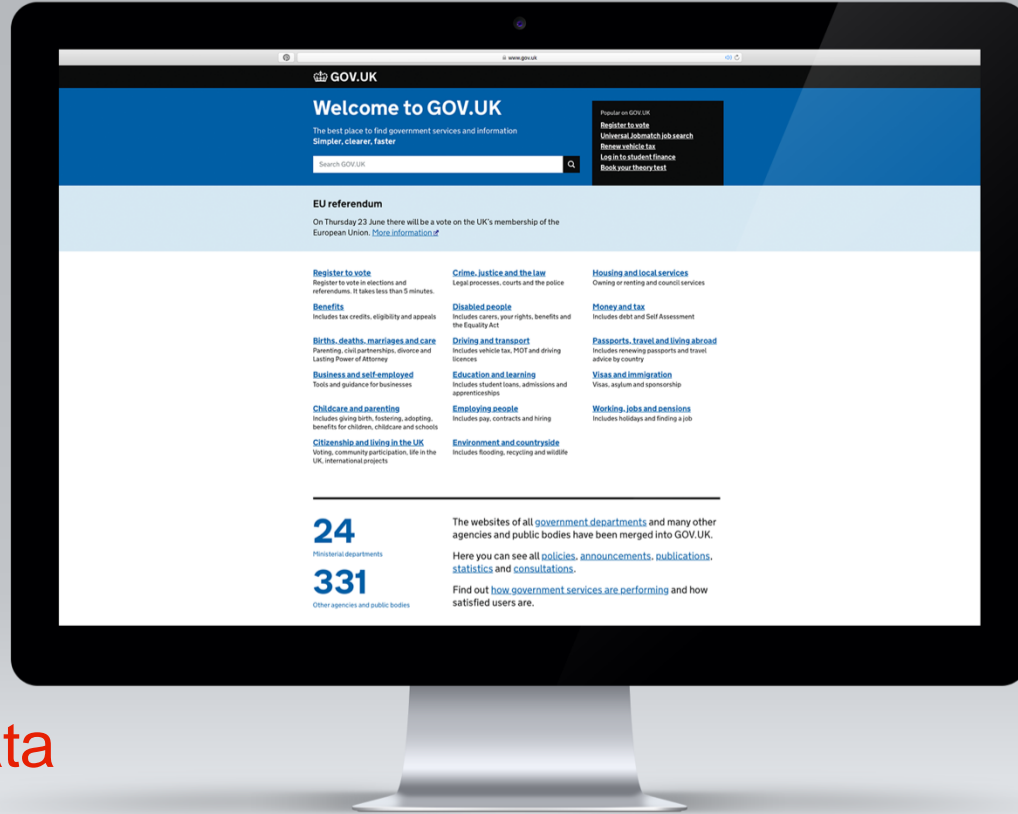 www.gov.uk
GOV.UK
Welcome to GOV.UK
The best place to find government services and information
Simpler, clearer, faster
Search GOV.UK
Popular on GOV.UK
Register to vote
Universal Jobmatch job search
Renew vehicle tax
Log in to student finance
Book your theory test
EU referendum
On Thursday 23 June there will be a vote on the UK's membership of the
European Union. More information
Register to vote
Register to vote in elections and
referendums. It takes less than 5 minutes.
Benefits
Includes tax credits, eligibility and appeals
Births, deaths, marriages and care
Parenting, civil partnerships, divorce and
Lasting Power of Attorney
Business and self-employed
Tools and guidance for businesses
Childcare and parenting
Includes giving birth, fostering, adopting,
benefits for children, childcare and schools
Citizenship and living in the UK
Voting, community participation, life in the
UK, international projects
Crime, justice and the law
Legal processes, courts and the police
Disabled people
Includes carers, your rights, benefits and
the Equality Act
Driving and transport
Includes vehicle tax, MOT and driving
licences
Education and learning
Includes student loans, admissions and
apprenticeships
Employing people
Includes pay, contracts and hiring
Environment and countryside
Includes flooding, recycling and wildlife
Housing and local services
Owning or renting and council services
Money and tax
Includes debt and Self Assessment
Passports, travel and living abroad
Includes renewing passports and travel
advice by country
Visas and immigration
Visas, asylum and sponsorship
Working, jobs and pensions
Includes holidays and finding a job
24
Ministerial departments
331
Other agencies and public bodies
The websites of all government departments and many other
agencies and public bodies have been merged into GOV.UK.
Here you can see all policies, announcements, publications,
statistics and consultations.
Find out how government services are performing and how
satisfied users are.
ta